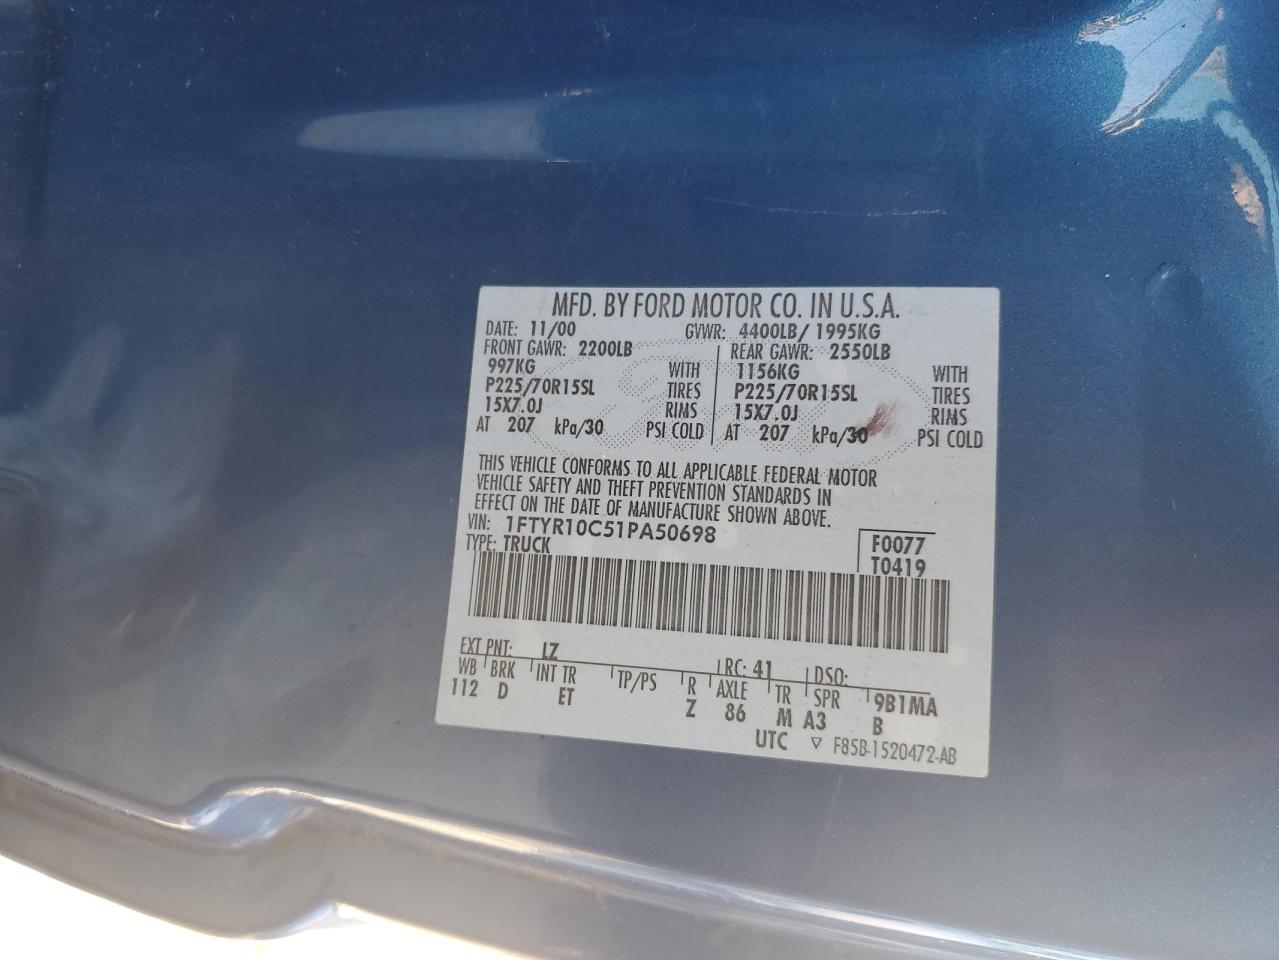 MFD. BY FORD MOTOR CO. IN U.S.A.
DATE: 11/00 GVWR: 4400LB/ 1995KG
FRONT GAWR: 2200LB REAR GAWR: 2550LB
997KG WITH 1156KG WITH
P225/70R15SL TIRES P225/70R15SL TIRES
15X7.0J RIMS 15X7.0J RIMS
AT 207 kPa/30 PSI COLD AT 207 kPa/30 PSI COLD
THIS VEHICLE CONFORMS TO ALL APPLICABLE FEDERAL MOTOR
VEHICLE SAFETY AND THEFT PREVENTION STANDARDS IN
EFFECT ON THE DATE OF MANUFACTURE SHOWN ABOVE.
VIN: 1FTYR10C51PA50698 F0077
TYPE: TRUCK T0419
EXT PNT: LZ RC: 41 DSO:
WB BRK INT TR TP/PS R AXLE TR SPR 9B1MA
112 D ET Z 86 M A3 B
UTC ▽ F85B-1520472-AB